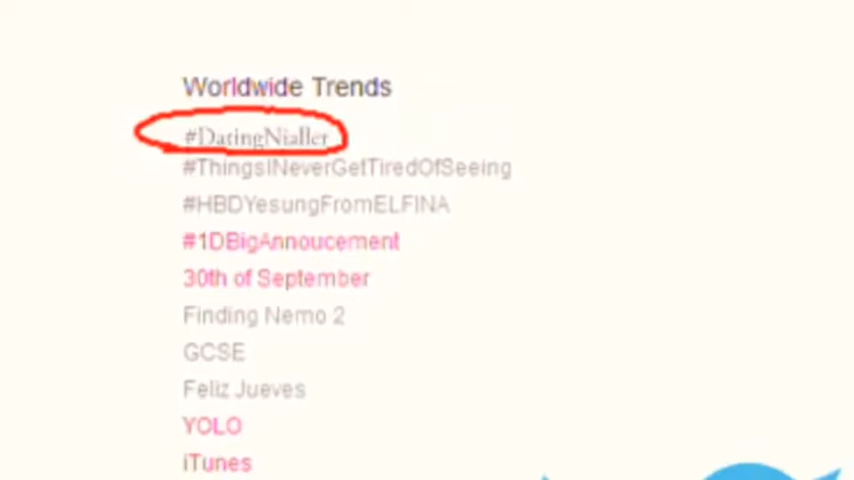 Worldwide Trends
#DatingNialler
#ThingsINeverGetTiredOfSeeing
#HBDYesungFromELFINA
#1DBigAnnoucement
30th of September
Finding Nemo 2
GCSE
Feliz Jueves
YOLO
iTunes